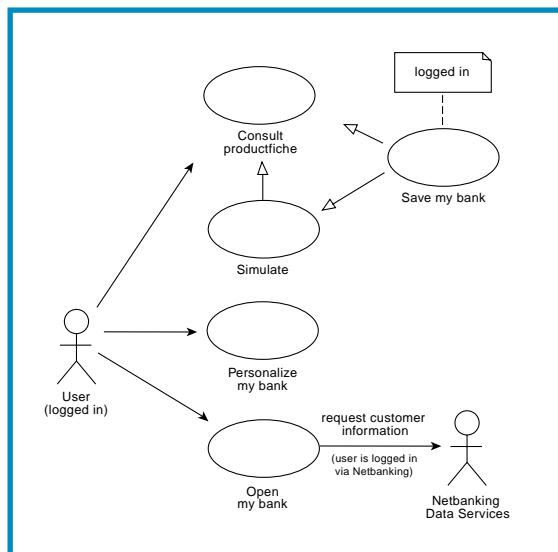 logged in
Consult
productfiche
Save my bank
Simulate
Personalize
my bank
User
(logged in)
request customer
information
(user is logged in
via Netbanking)
Open
my bank
Netbanking
Data Services